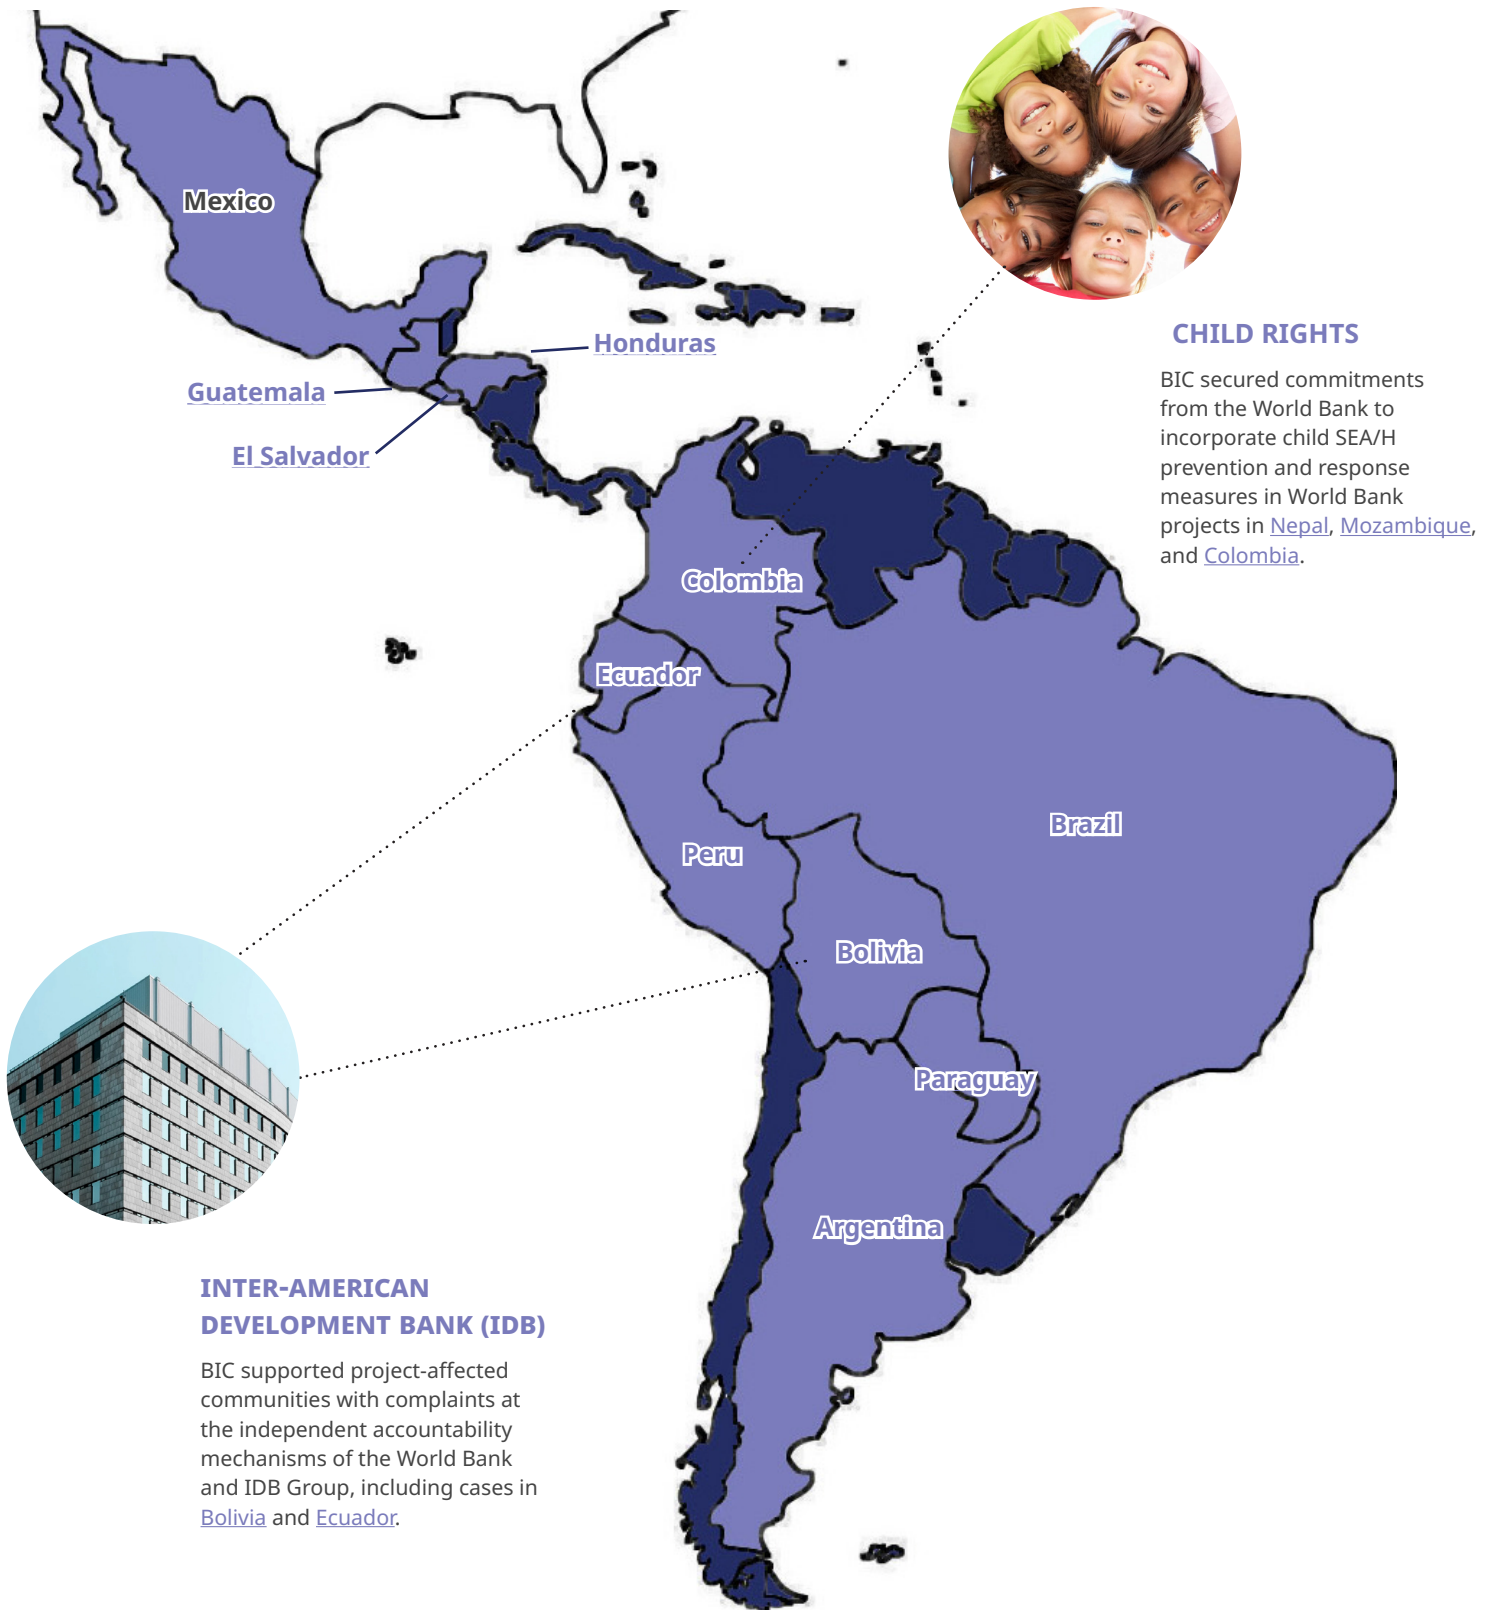 Mexico
Honduras
Guatemala
El Salvador
CHILD RIGHTS
BIC secured commitments
from the World Bank to
incorporate child SEA/H
prevention and response
measures in World Bank
projects in Nepal, Mozambique,
and Colombia.
Colombia
Ecuador
Brazil
Peru
Bolivia
Paraguay
Argentina
INTER-AMERICAN
DEVELOPMENT BANK (IDB)
BIC supported project-affected
communities with complaints at
the independent accountability
mechanisms of the World Bank
and IDB Group, including cases in
Bolivia and Ecuador.